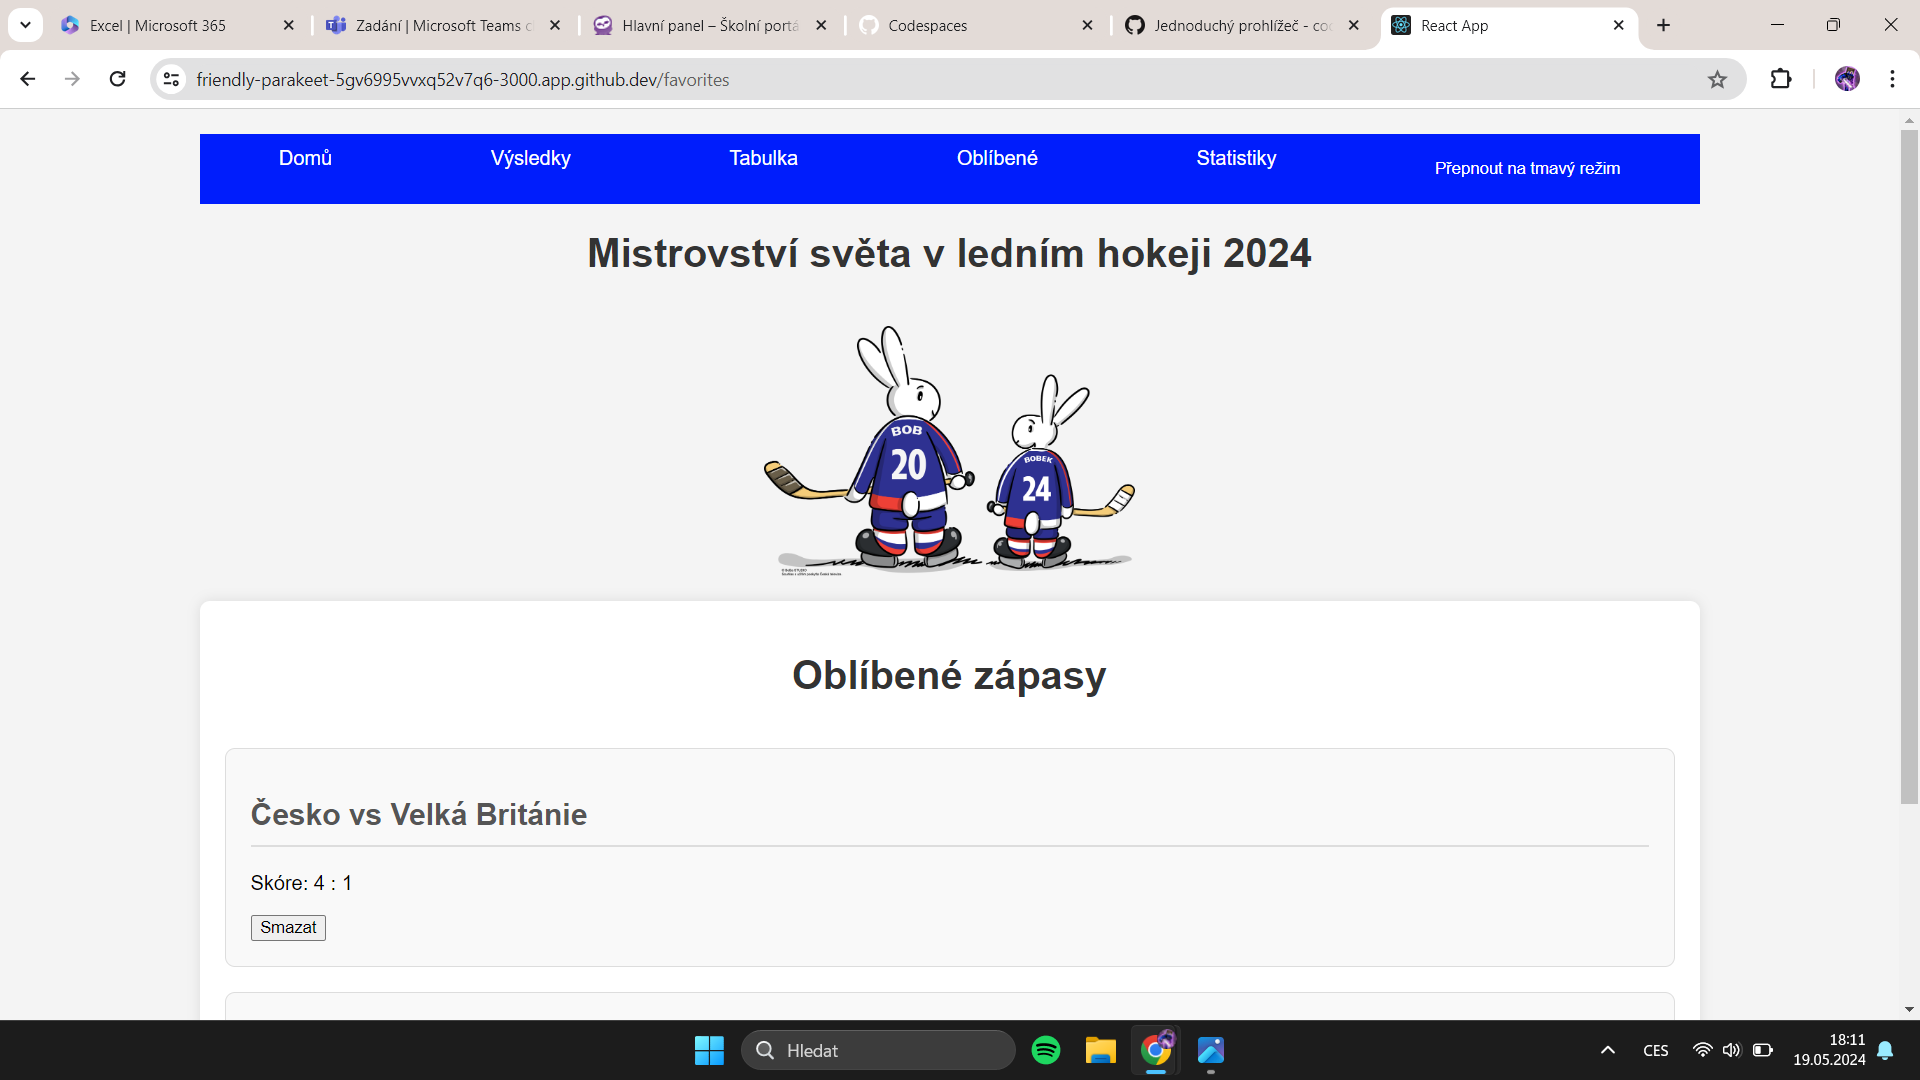 Excel | Microsoft 365
Zadání | Microsoft Teams
Hlavní panel – Školní portá
Codespaces
Jednoduchý prohlížeč - co
React App
friendly-parakeet-5gv6995vvxq52v7q6-3000.app.github.dev/favorites
Domů
Výsledky
Tabulka
Oblíbené
Statistiky
Přepnout na tmavý režim
Mistrovství světa v ledním hokeji 2024
BOB
20
BOBEK
24
Oblíbené zápasy
Česko vs Velká Británie
Skóre: 4 : 1
Smazat
Hledat
CES
18:11
19.05.2024